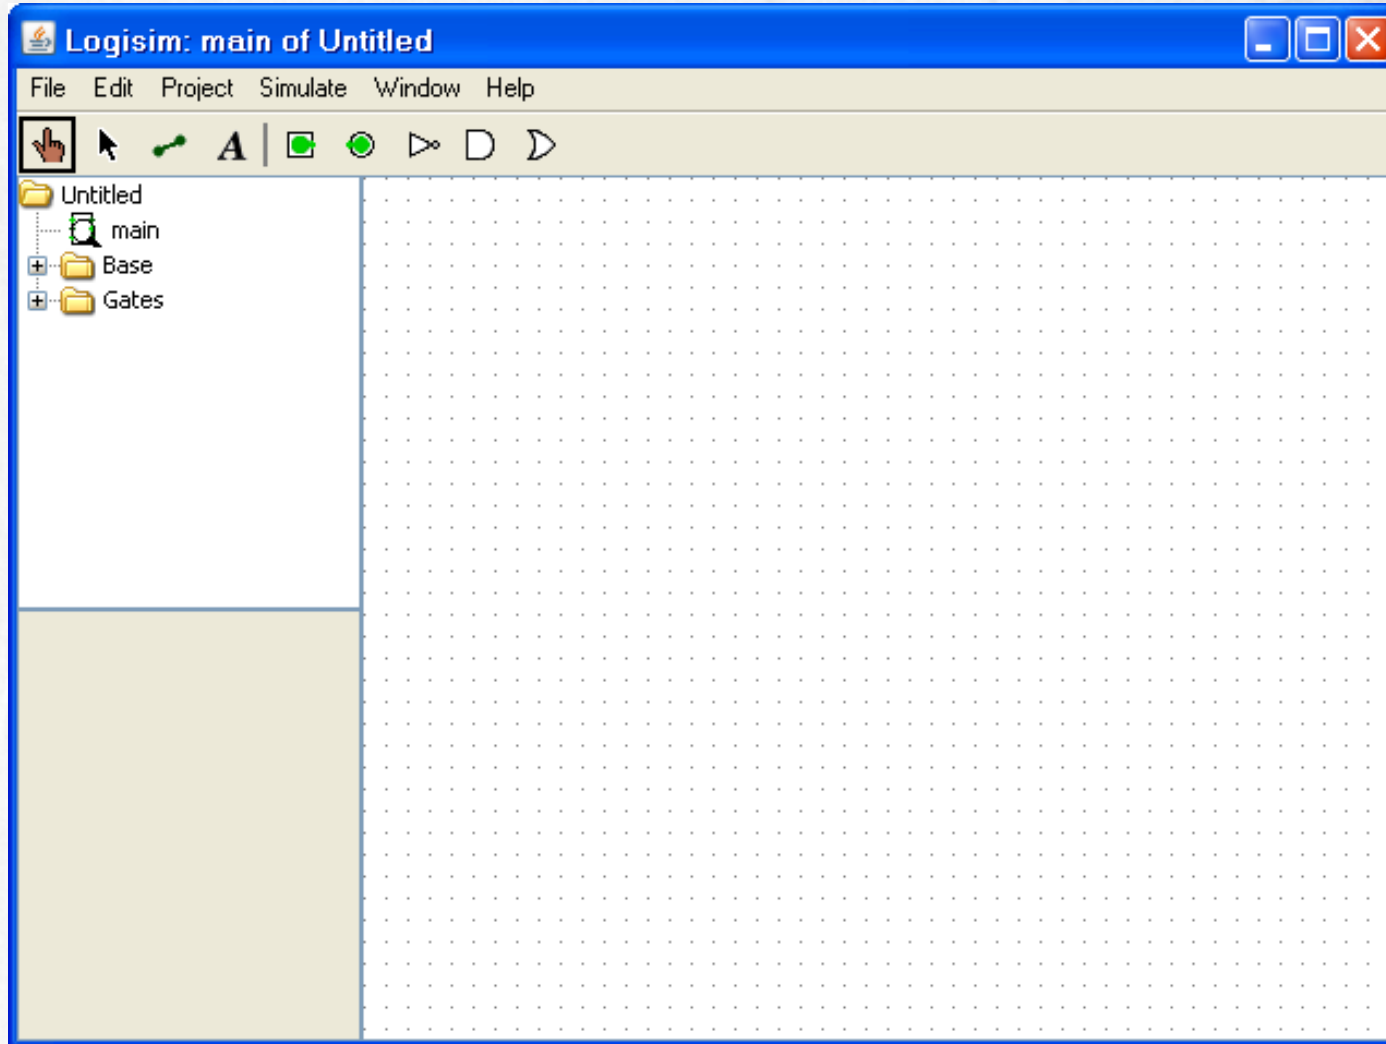 Logisim: main of Untitled
File Edit Project Simulate Window Help
A
Untitled
main
Base
Gates